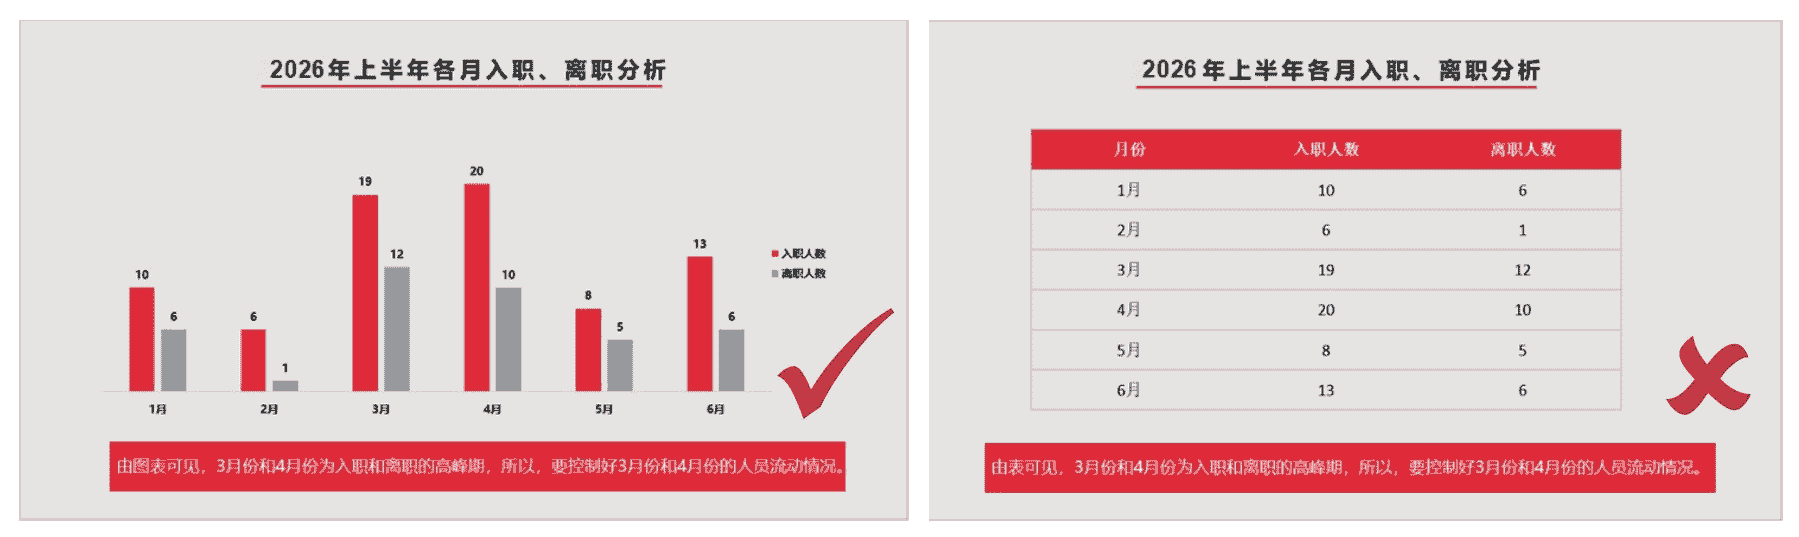 2026年上半年各月入职、离职分析
19
20
13
12
10
10
8
6
6
6
5
1
入职人数
离职人数
1月 2月 3月 4月 5月 6月
由图表可见，3月份和4月份为入职和离职的高峰期，所以，要控制好3月份和4月份的人员流动情况。
2026年上半年各月入职、离职分析
月份 入职人数 离职人数
1月 10 6
2月 6 1
3月 19 12
4月 20 10
5月 8 5
6月 13 6
由表可见，3月份和4月份为入职和离职的高峰期，所以，要控制好3月份和4月份的人员流动情况。